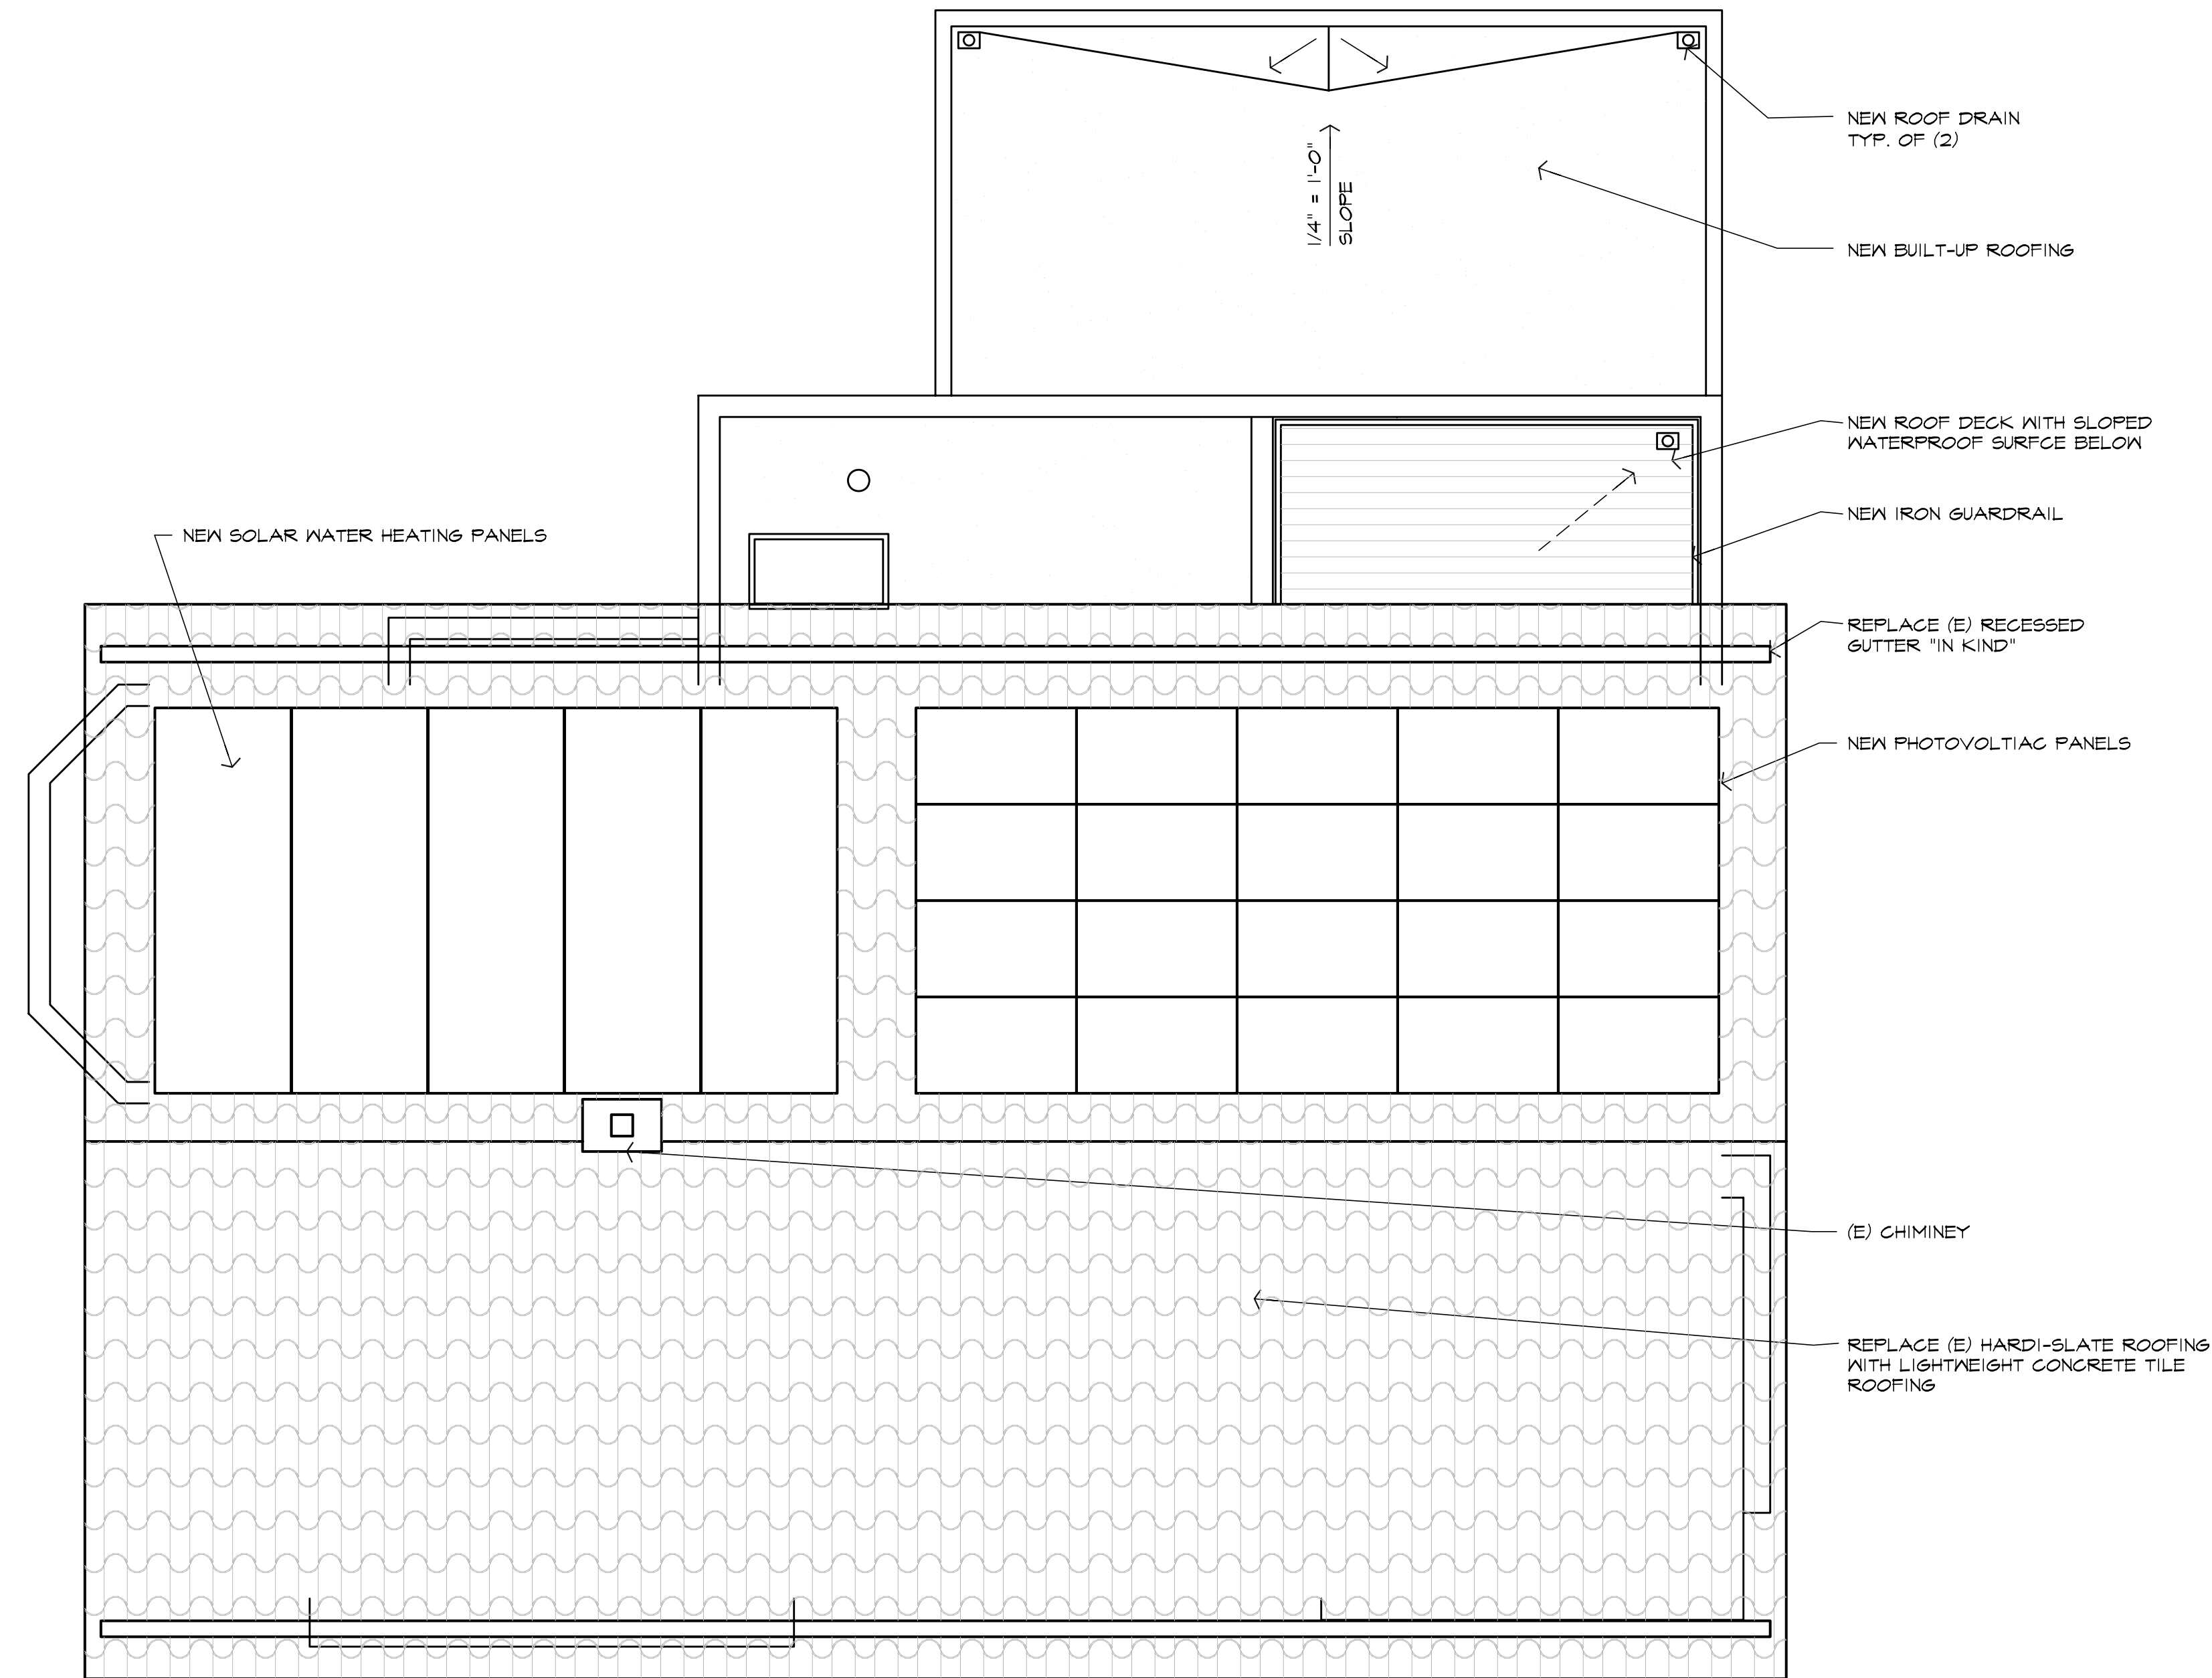 NEW ROOF DRAIN
TYP. OF (2)
1/4" = 1'-0"
SLOPE
NEW BUILT-UP ROOFING
NEW ROOF DECK WITH SLOPED
WATERPROOF SURFCE BELOW
NEW IRON GUARDRAIL
NEW SOLAR WATER HEATING PANELS
REPLACE (E) RECESSED
GUTTER "IN KIND"
NEW PHOTOVOLTIAC PANELS
(E) CHIMINEY
REPLACE (E) HARDI-SLATE ROOFING
WITH LIGHTWEIGHT CONCRETE TILE
ROOFING